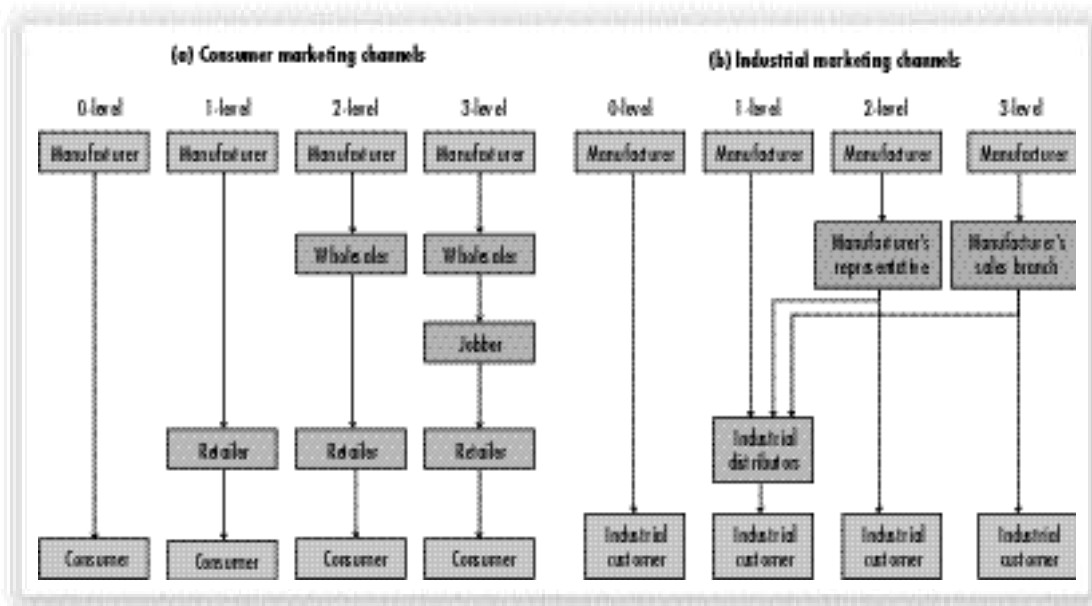 (a) Consumer marketing channels
0-level 1-level 2-level 3-level
Manufacturer Manufacturer Manufacturer Manufacturer
Wholesaler Wholesaler
Jobber
Retailer Retailer Retailer
Consumer Consumer Consumer Consumer
(b) Industrial marketing channels
0-level 1-level 2-level 3-level
Manufacturer Manufacturer Manufacturer Manufacturer
Manufacturer's Manufacturer's
representative sales branch
Industrial
distributors
Industrial Industrial Industrial Industrial
customer customer customer customer